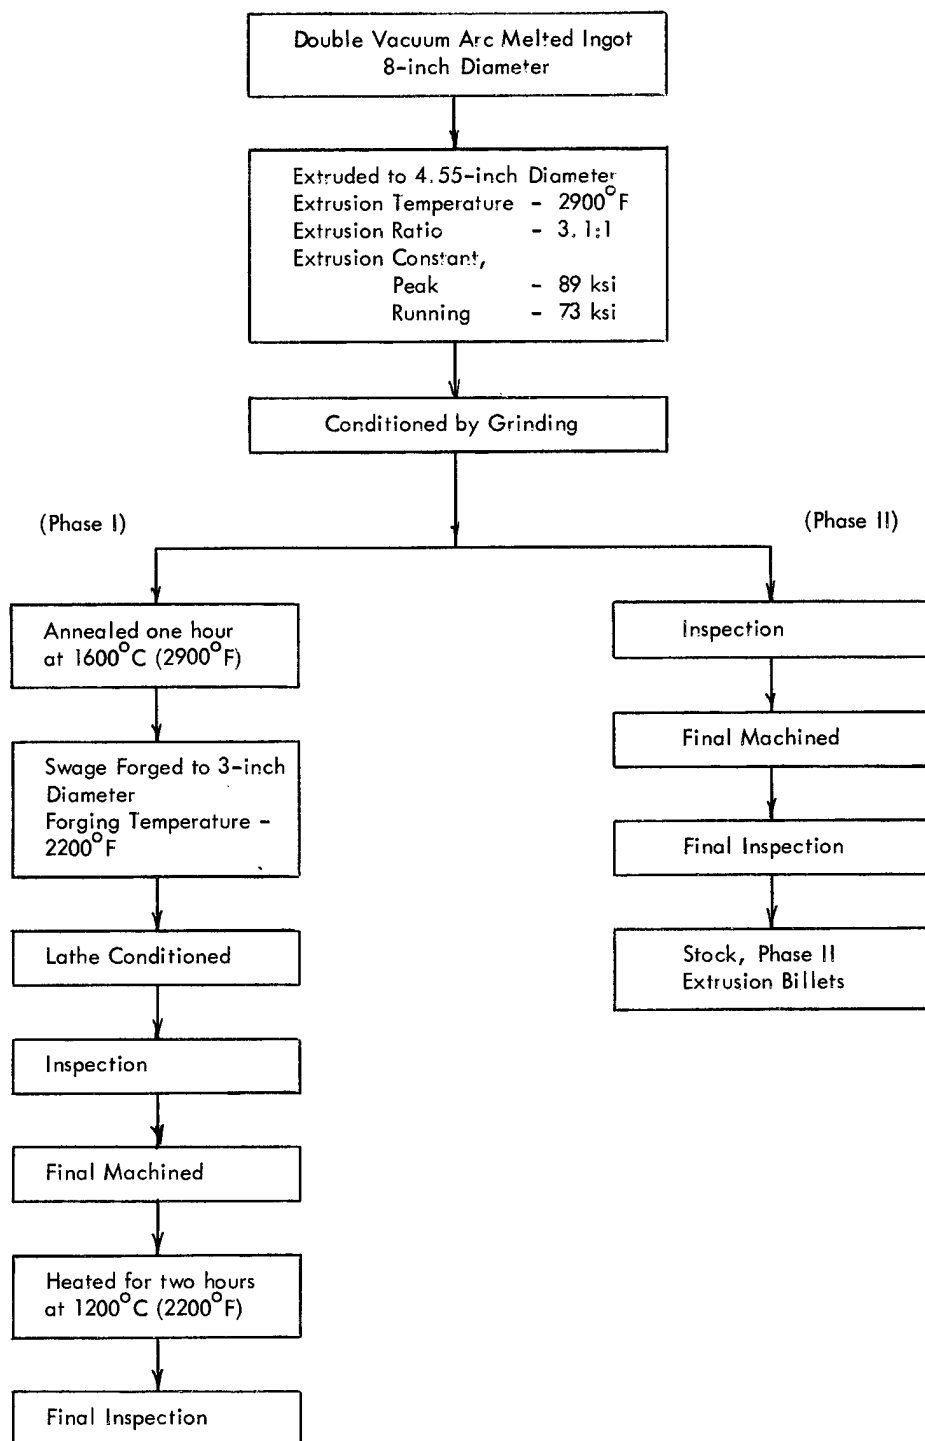 Double Vacuum Arc Melted Ingot
8-inch Diameter
Extruded to 4.55-inch Diameter
Extrusion Temperature - 2900°F
Extrusion Ratio - 3.1:1
Extrusion Constant,
Peak - 89 ksi
Running - 73 ksi
Conditioned by Grinding
(Phase I)
(Phase II)
Annealed one hour
at 1600°C (2900°F)
Swage Forged to 3-inch
Diameter
Forging Temperature -
2200°F
Lathe Conditioned
Inspection
Final Machined
Heated for two hours
at 1200°C (2200°F)
Final Inspection
Inspection
Final Machined
Final Inspection
Stock, Phase II
Extrusion Billets